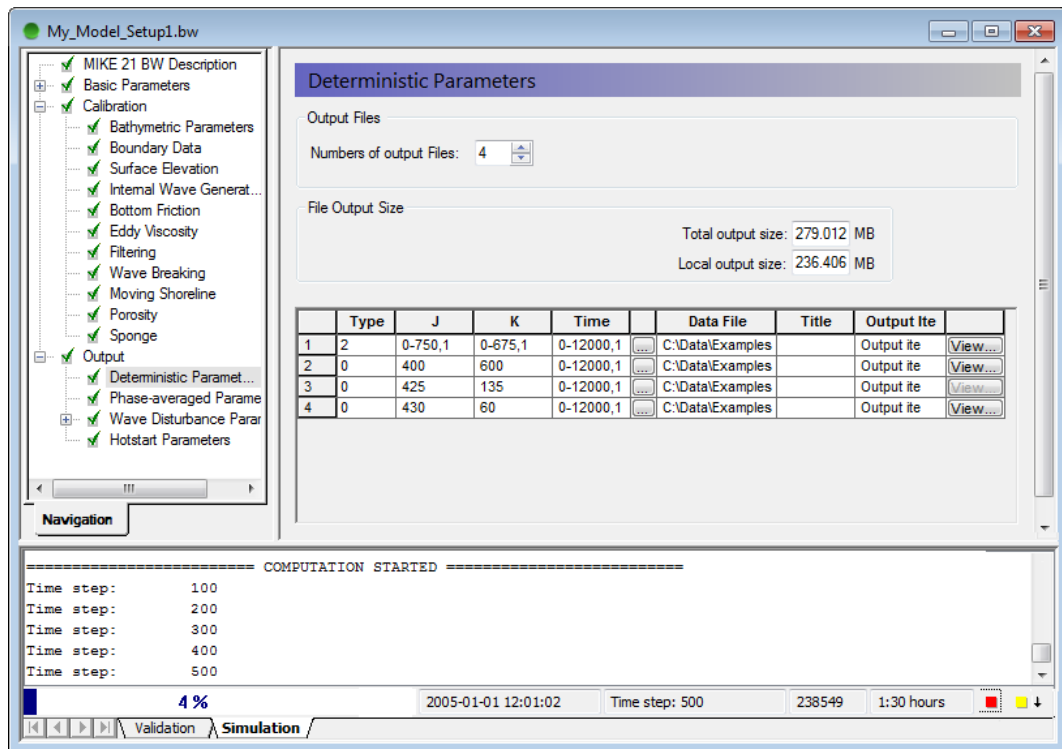 My_Model_Setup1.bw
MIKE 21 BW Description
Basic Parameters
Calibration
Bathymetric Parameters
Boundary Data
Surface Elevation
Internal Wave Generat...
Bottom Friction
Eddy Viscosity
Filtering
Wave Breaking
Moving Shoreline
Porosity
Sponge
Output
Deterministic Paramet...
Phase-averaged Parame
Wave Disturbance Parar
Hotstart Parameters
Navigation
Deterministic Parameters
Output Files
Numbers of output Files: 4
File Output Size
Total output size: 279.012 MB
Local output size: 236.406 MB
Type J K Time Data File Title Output Ite
1 2 0-750,1 0-675,1 0-12000,1 ... C:\Data\Examples Output ite View...
2 0 400 600 0-12000,1 ... C:\Data\Examples Output ite View...
3 0 425 135 0-12000,1 ... C:\Data\Examples Output ite View...
4 0 430 60 0-12000,1 ... C:\Data\Examples Output ite View...
========================= COMPUTATION STARTED ==========================
Time step: 100
Time step: 200
Time step: 300
Time step: 400
Time step: 500
4 % 2005-01-01 12:01:02 Time step: 500 238549 1:30 hours
Validation Simulation